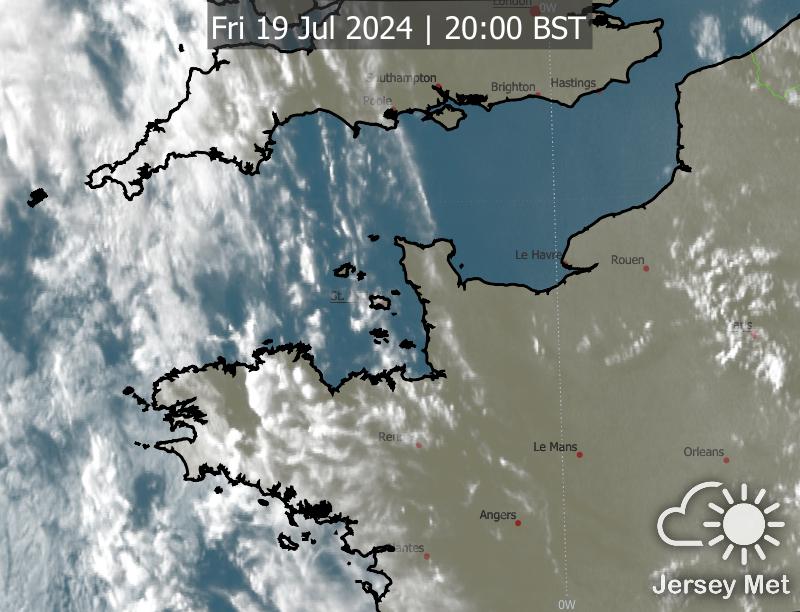 London
0W
Fri 19 Jul 2024 | 20:00 BST
Southampton
Brighton
Hastings
Poole
Le Havre
Rouen
St.
Le Mans
Orleans
Angers
Jersey Met
0W